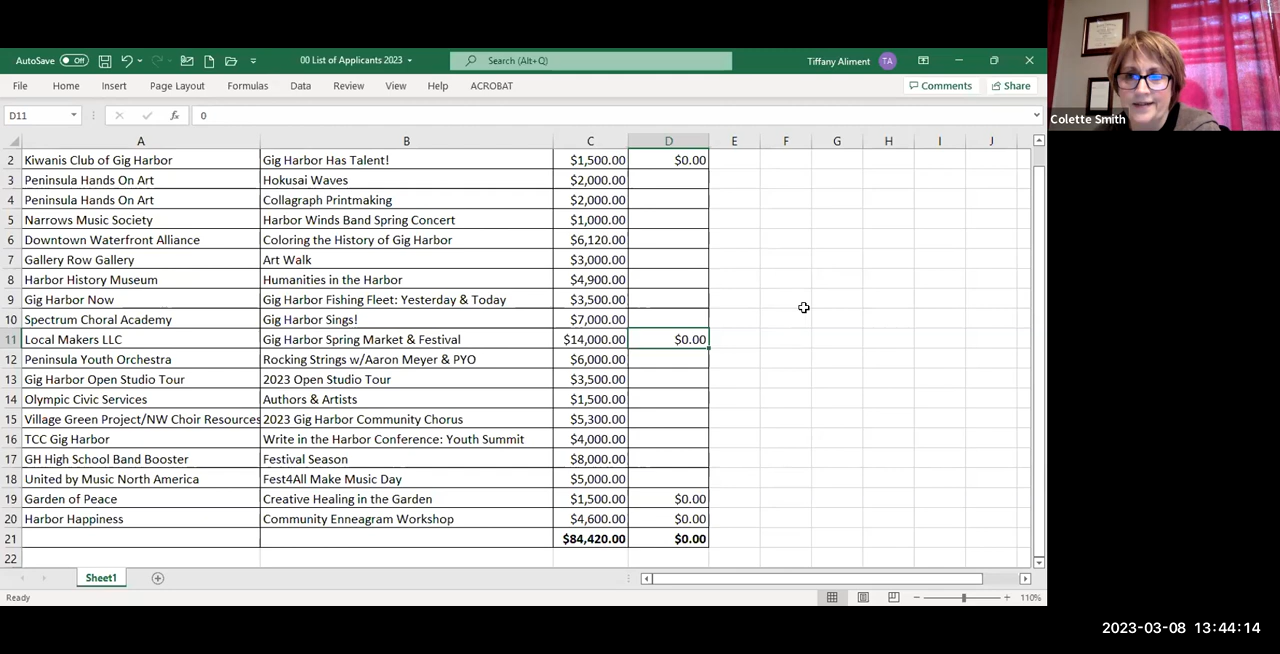 AutoSave Off 00 List of Applicants 2023 Search (Alt+Q) Tiffany Aliment TA
File Home Insert Page Layout Formulas Data Review View Help ACROBAT Comments Share
D11 fx 0
A B C D E F G H I J
2 Kiwanis Club of Gig Harbor Gig Harbor Has Talent! $1,500.00 $0.00
3 Peninsula Hands On Art Hokusai Waves $2,000.00
4 Peninsula Hands On Art Collagraph Printmaking $2,000.00
5 Narrows Music Society Harbor Winds Band Spring Concert $1,000.00
6 Downtown Waterfront Alliance Coloring the History of Gig Harbor $6,120.00
7 Gallery Row Gallery Art Walk $3,000.00
8 Harbor History Museum Humanities in the Harbor $4,900.00
9 Gig Harbor Now Gig Harbor Fishing Fleet: Yesterday & Today $3,500.00
10 Spectrum Choral Academy Gig Harbor Sings! $7,000.00
11 Local Makers LLC Gig Harbor Spring Market & Festival $14,000.00 $0.00
12 Peninsula Youth Orchestra Rocking Strings w/Aaron Meyer & PYO $6,000.00
13 Gig Harbor Open Studio Tour 2023 Open Studio Tour $3,500.00
14 Olympic Civic Services Authors & Artists $1,500.00
15 Village Green Project/NW Choir Resources 2023 Gig Harbor Community Chorus $5,300.00
16 TCC Gig Harbor Write in the Harbor Conference: Youth Summit $4,000.00
17 GH High School Band Booster Festival Season $8,000.00
18 United by Music North America Fest4All Make Music Day $5,000.00
19 Garden of Peace Creative Healing in the Garden $1,500.00 $0.00
20 Harbor Happiness Community Enneagram Workshop $4,600.00 $0.00
21 $84,420.00 $0.00
22
Sheet1
Ready 110%
Colette Smith
2023-03-08 13:44:14